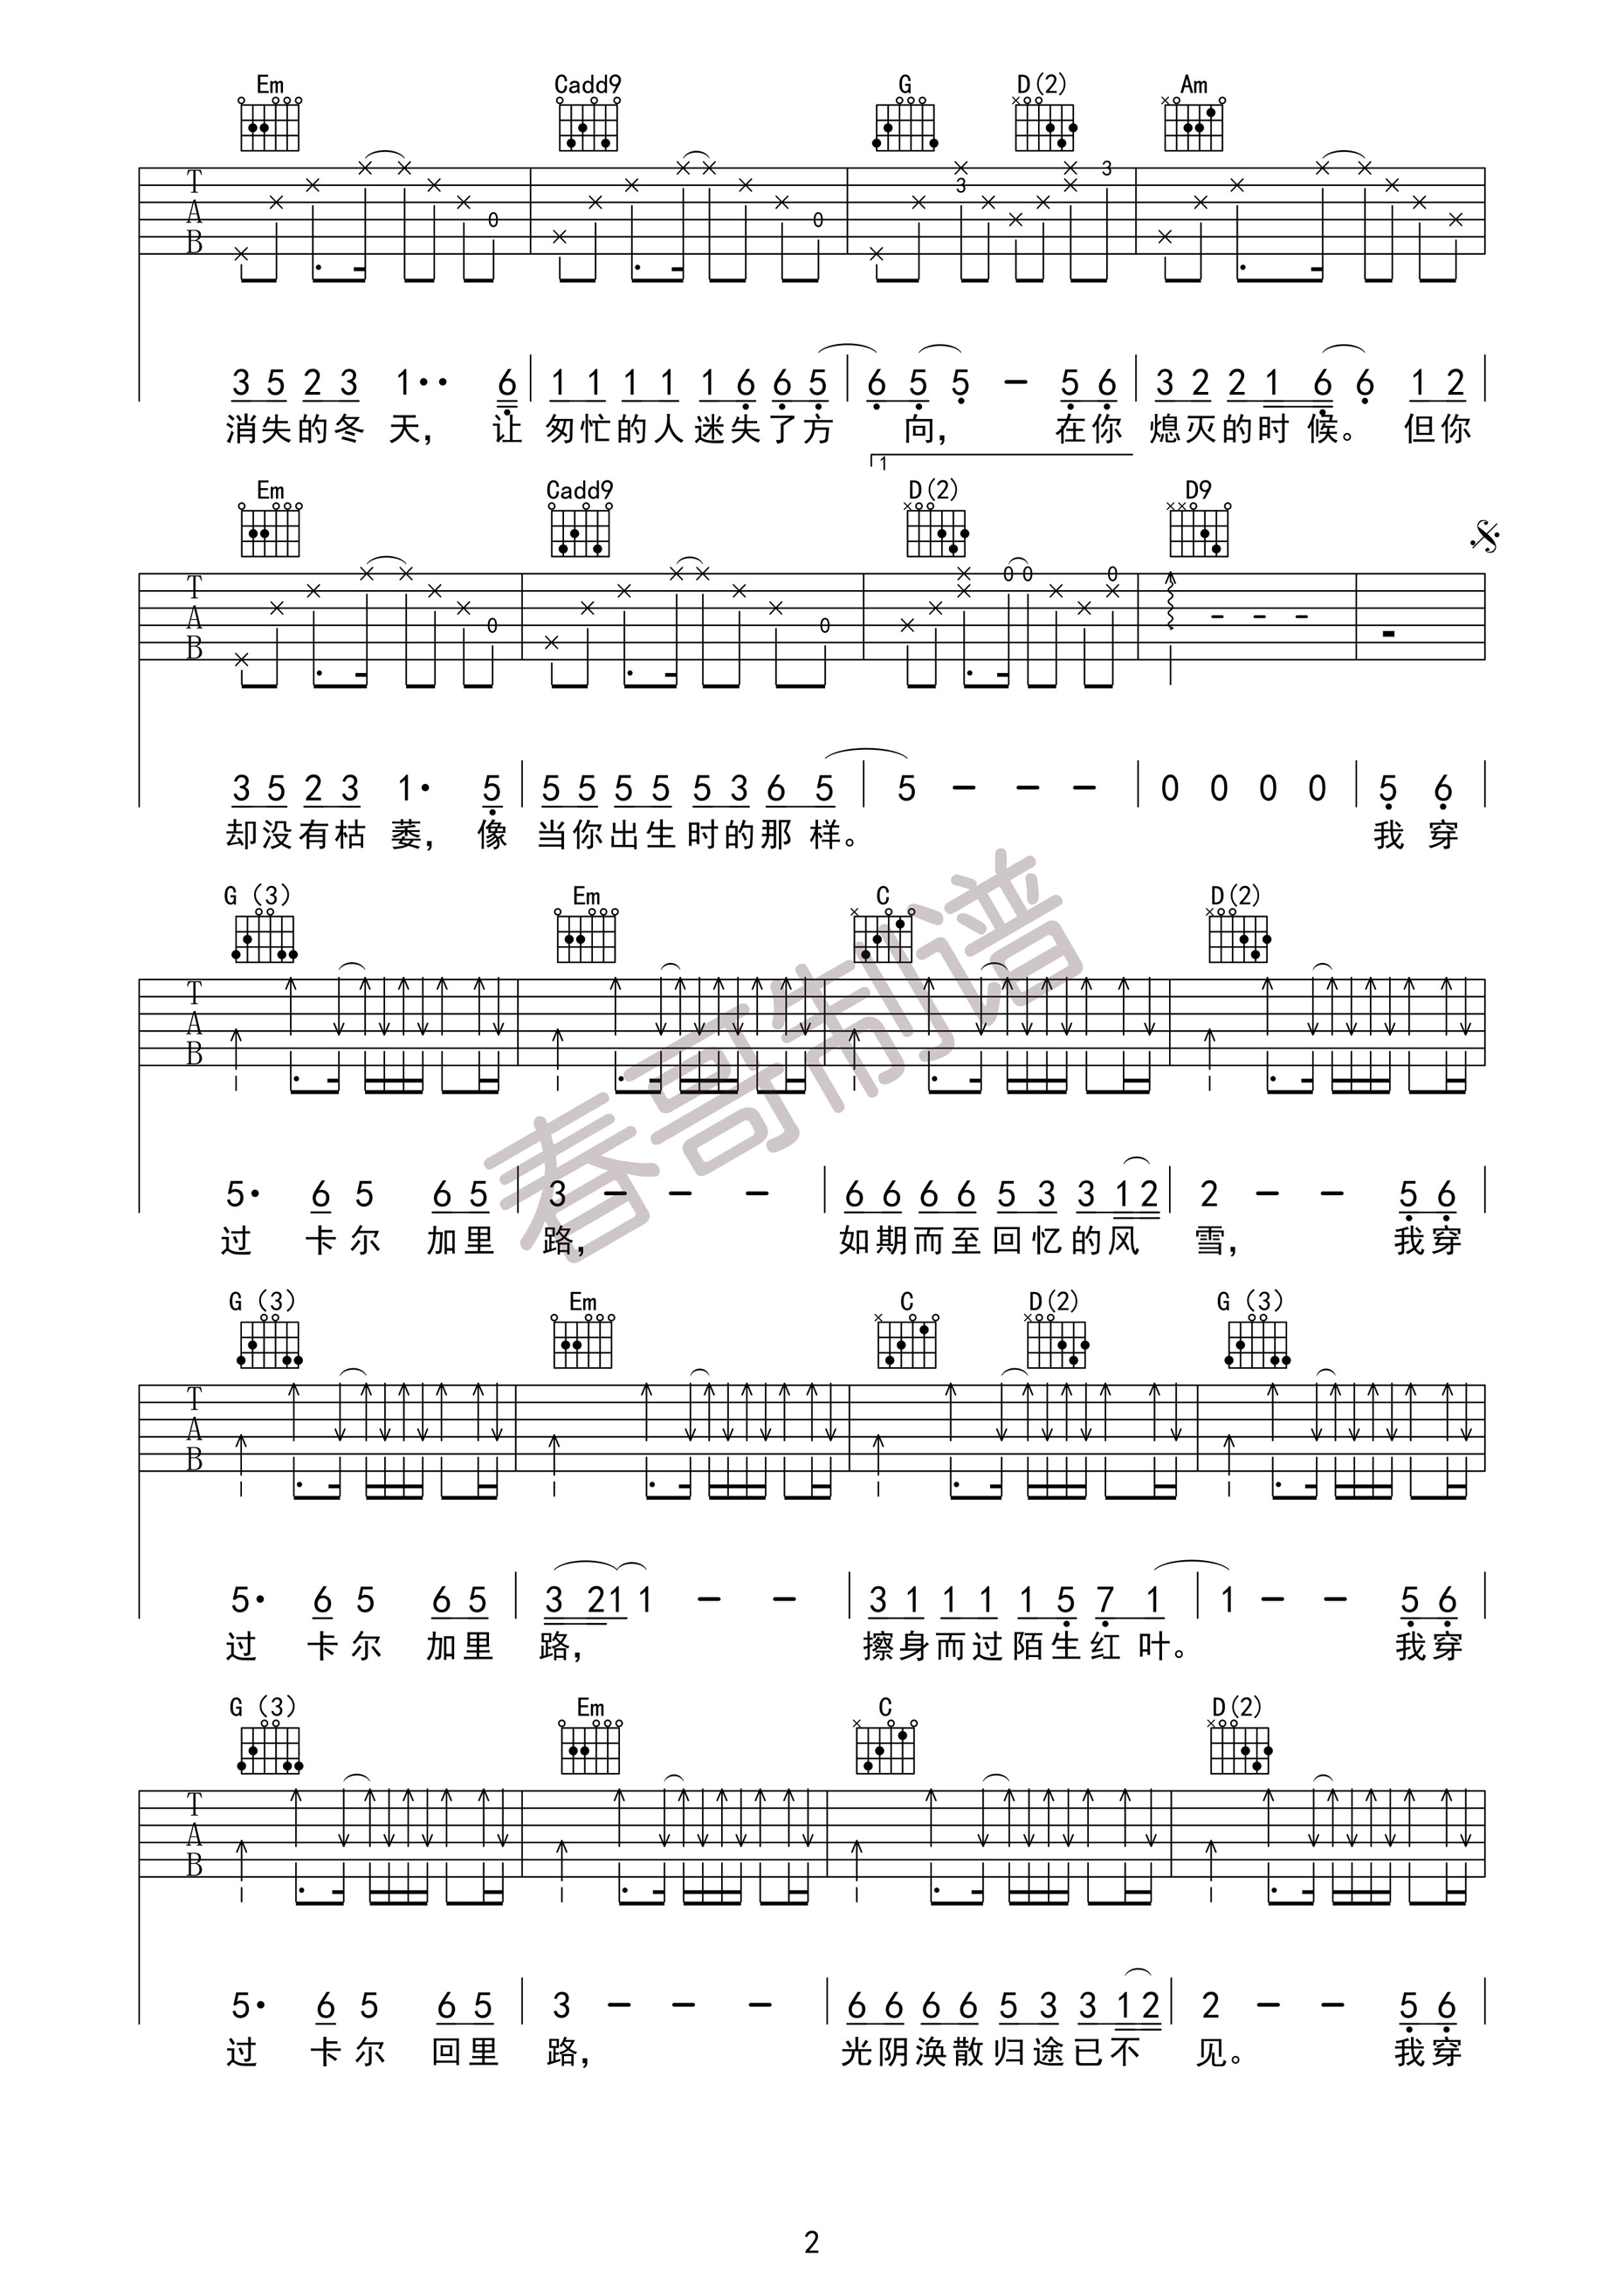 Em Cadd9 G D(2) Am
T A B
3 3
0 0
3 5 2 3 1·· 6 1 1 1 1 1 6 6 5 6 5 5 - 5 6 3 2 2 1 6 6 1 2
消失的冬 天， 让 匆忙的人迷失了方 向， 在你 熄灭的时 候。 但你
1
Em Cadd9 D(2) D9
T A B
0 0 0 0 0
3 5 2 3 1· 5 5 5 5 5 5 3 6 5 5 - - - 0 0 0 0 5 6
却没有枯 萎， 像 当你出生时的那 样。 我 穿
G (3) Em C D(2)
T A B
5· 6 5 6 5 3 - - - 6 6 6 6 5 3 3 1 2 2 - - 5 6
过 卡 尔 加里 路， 如期而至回忆的风 雪， 我穿
春哥制谱
G (3) Em C D(2) G (3)
T A B
5· 6 5 6 5 3 2 1 1 - - 3 1 1 1 1 5 7 1 1 - - 5 6
过 卡 尔 加里 路， 擦身而过陌生红 叶。 我穿
G (3) Em C D(2)
T A B
5· 6 5 6 5 3 - - - 6 6 6 6 5 3 3 1 2 2 - - 5 6
过 卡 尔 回里 路， 光阴涣散归途已不 见。 我穿
2